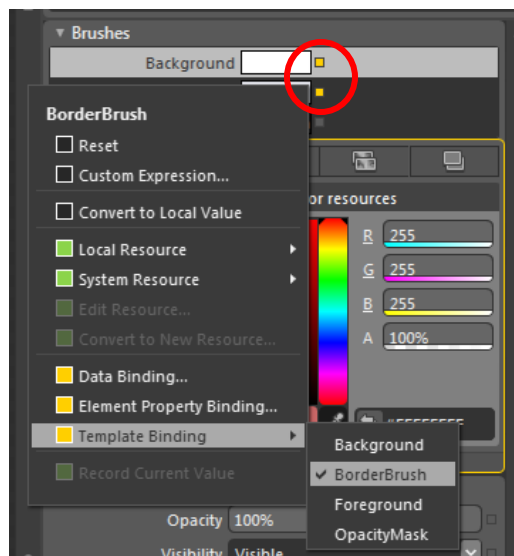 Brushes
Background
BorderBrush
Reset
Custom Expression...
Convert to Local Value
or resources
Local Resource
R 255
System Resource
G 255
Edit Resource...
B 255
Convert to New Resource...
A 100%
Data Binding...
Element Property Binding...
Template Binding
Background
BorderBrush
Record Current Value
Foreground
Opacity 100%
OpacityMask
Visibility Visible